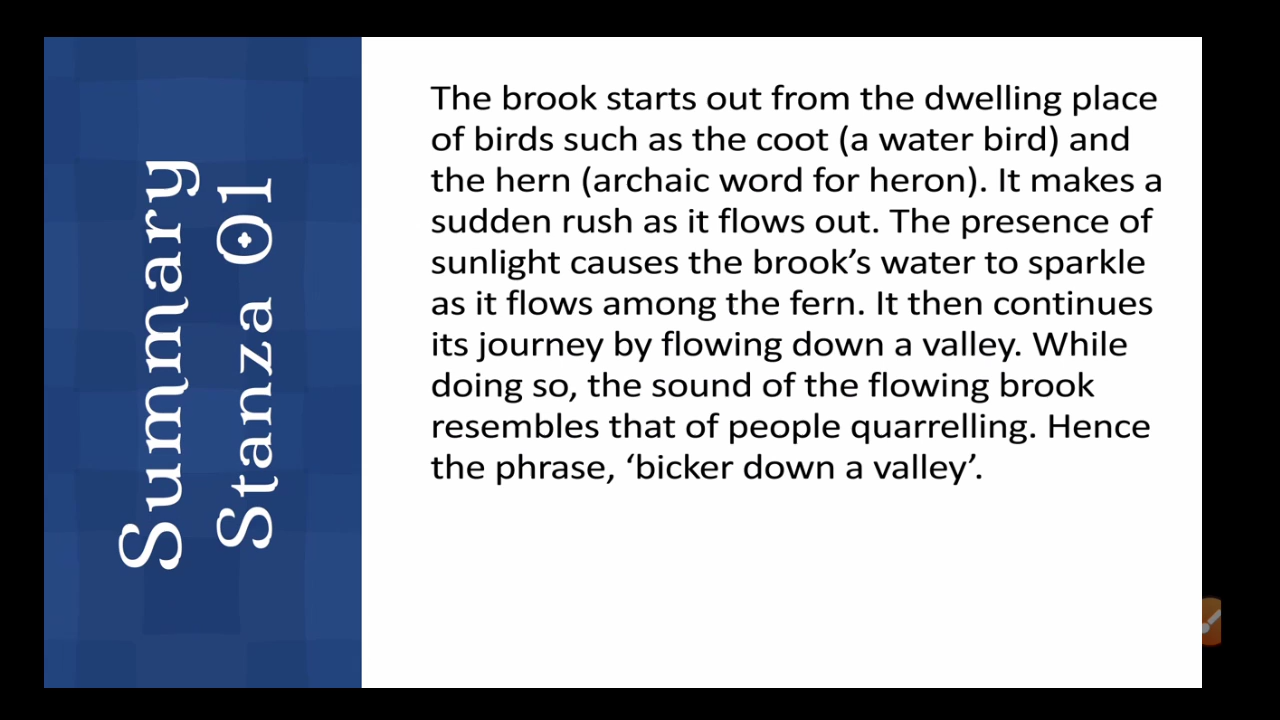 Summary
Stanza 01
The brook starts out from the dwelling place
of birds such as the coot (a water bird) and
the hern (archaic word for heron). It makes a
sudden rush as it flows out. The presence of
sunlight causes the brook’s water to sparkle
as it flows among the fern. It then continues
its journey by flowing down a valley. While
doing so, the sound of the flowing brook
resembles that of people quarrelling. Hence
the phrase, ‘bicker down a valley’.